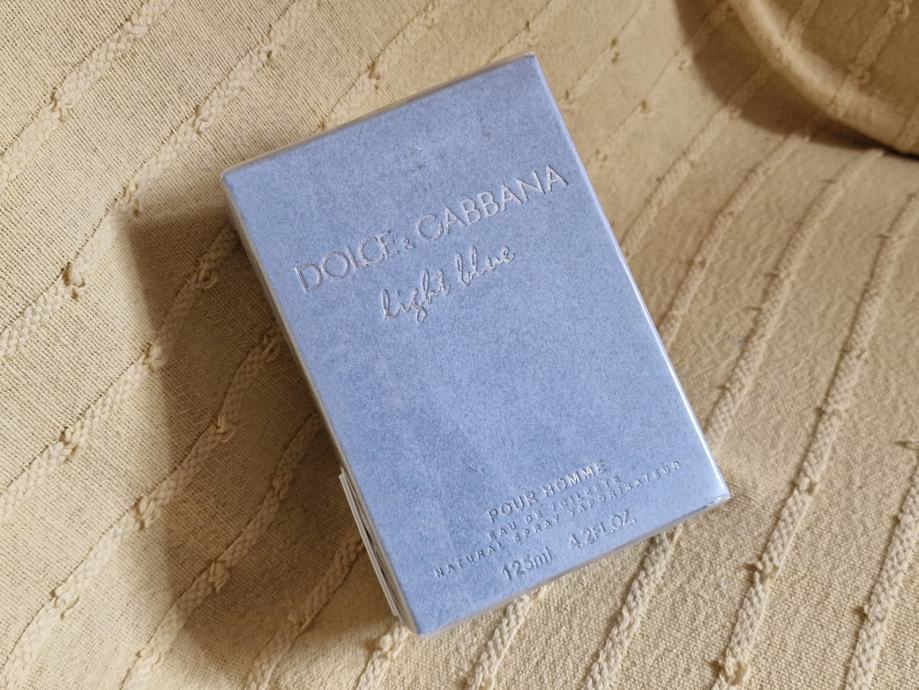 DOLCE & GABBANA
light blue
POUR HOMME
EAU DE TOILETTE
NATURAL SPRAY VAPORISATEUR
125ml 4.2FL.OZ.